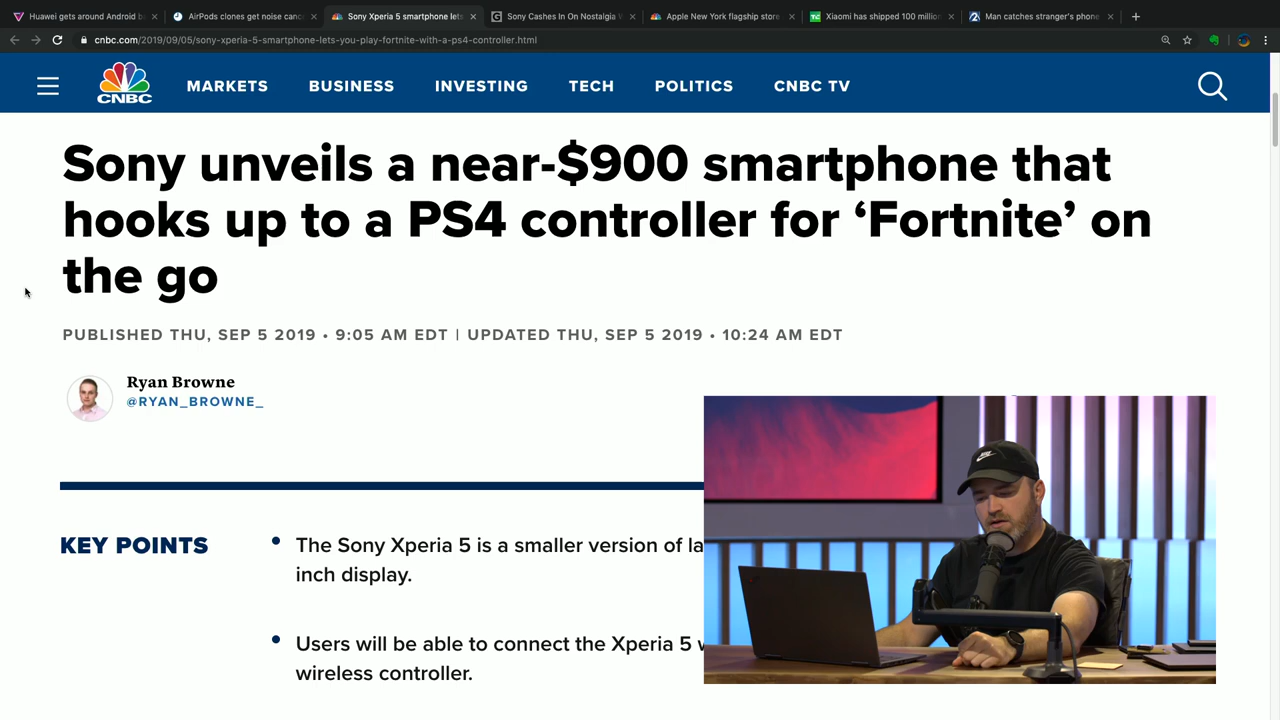 Huawei gets around Android b
AirPods clones get noise canc
Sony Xperia 5 smartphone lets
Sony Cashes In On Nostalgia W
Apple New York flagship store
Xiaomi has shipped 100 million
Man catches stranger's phone
cnbc.com/2019/09/05/sony-xperia-5-smartphone-lets-you-play-fortnite-with-a-ps4-controller.html
CNBC
MARKETS
BUSINESS
INVESTING
TECH
POLITICS
CNBC TV
Sony unveils a near-$900 smartphone that
hooks up to a PS4 controller for ‘Fortnite’ on
the go
PUBLISHED THU, SEP 5 2019 • 9:05 AM EDT | UPDATED THU, SEP 5 2019 • 10:24 AM EDT
Ryan Browne
@RYAN_BROWNE_
KEY POINTS
• The Sony Xperia 5 is a smaller version of la
inch display.
• Users will be able to connect the Xperia 5 w
wireless controller.